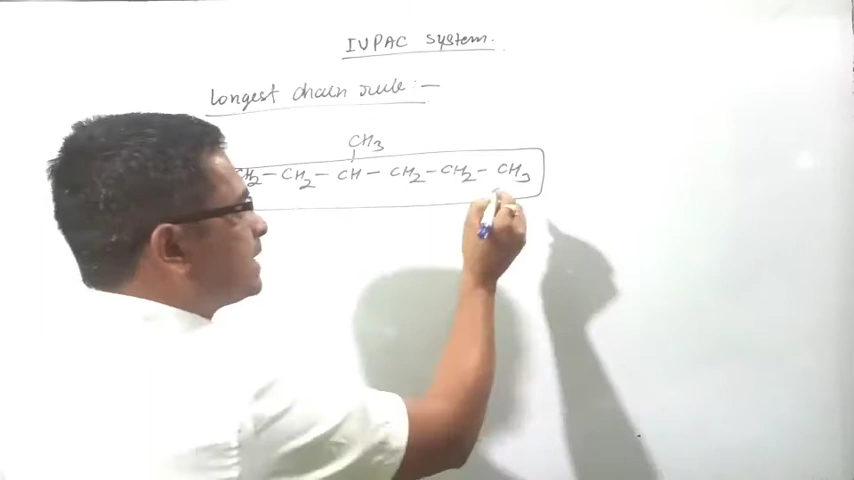 IUPAC system.
Longest chain rule:-
CH3
CH2-CH2-CH-CH2-CH2-CH3